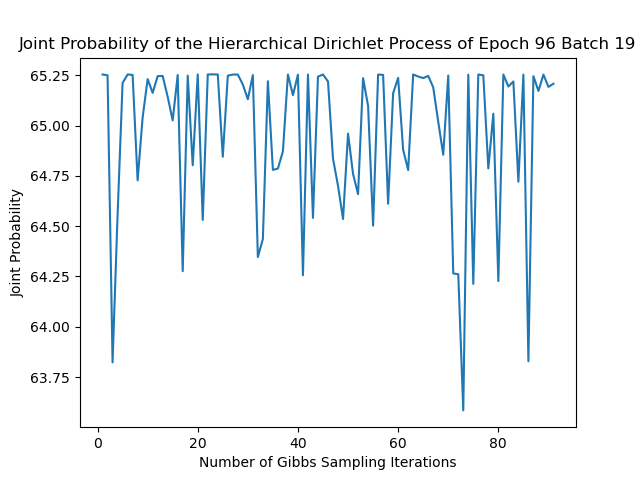 Joint Probability of the Hierarchical Dirichlet Process of Epoch 96 Batch 19
65.25
65.00
64.75
64.50
64.25
64.00
63.75
Joint Probability
0 20 40 60 80
Number of Gibbs Sampling Iterations